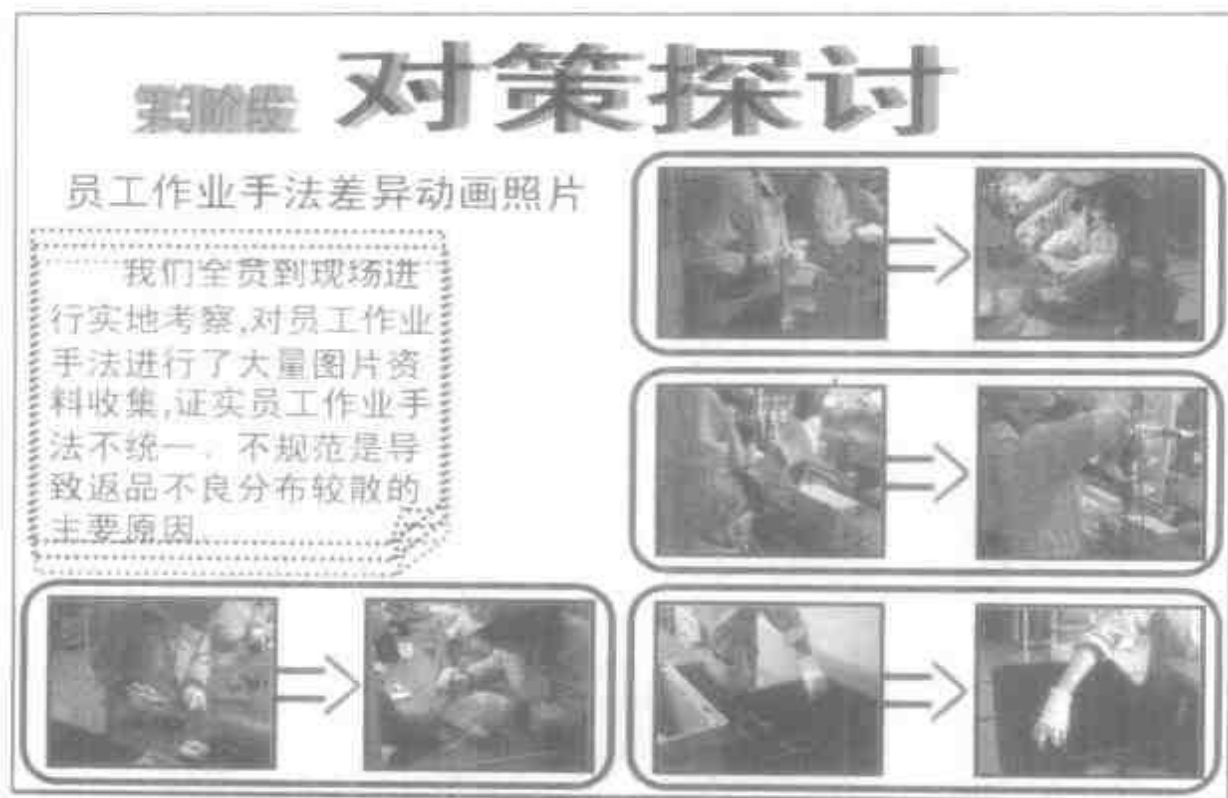 对策探讨
阶段
员工作业手法差异动画照片
我们全员到现场进
行实地考察,对员工作业
手法进行了大量图片资
料收集,证实员工作业手
法不统一、不规范是导
致返品不良分布较散的
主要原因.